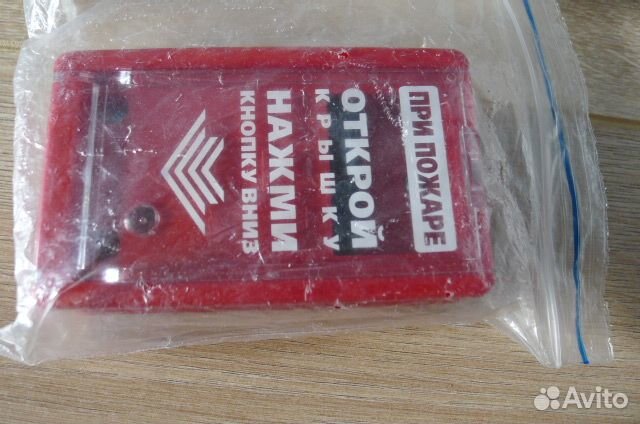 ПРИ ПОЖАРЕ
ОТКРОЙ
крышку
НАЖМИ
КНОПКУ ВНИЗ
Avito